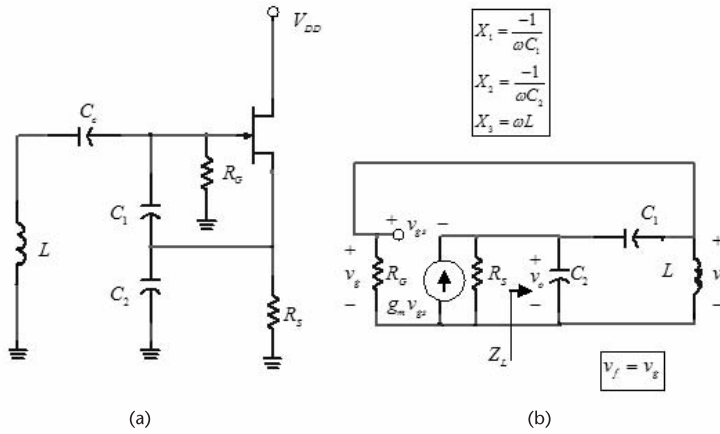 V_DD
X_1 = -1/ωC_1
X_2 = -1/ωC_2
X_3 = ωL
C_c
R_G
C_1
L
C_2
R_S
C_1
+ v_gs −
+ v_g −
R_G
g_m v_gs
R_S
+ v_o −
C_2
L
v
Z_L
v_f = v_g
(a)
(b)